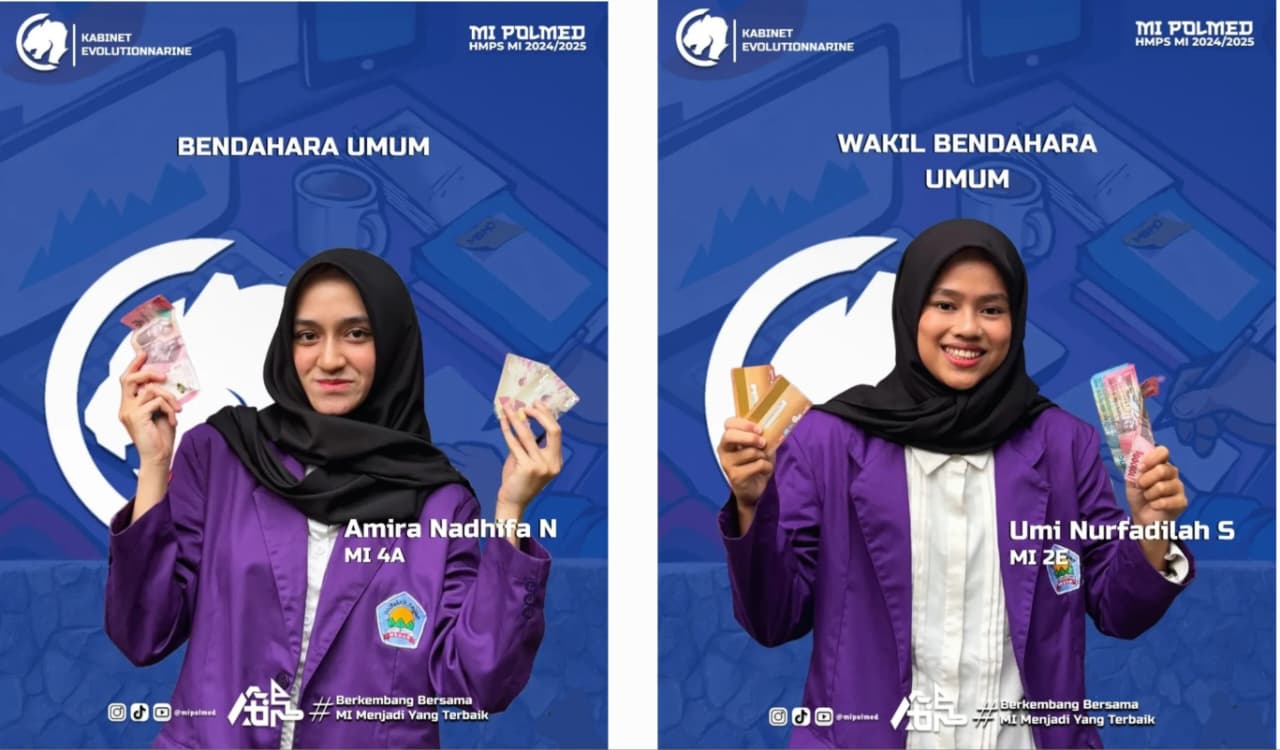 KABINET
EVOLUTIONNARINE
MI POLMED
HMPS MI 2024/2025
BENDAHARA UMUM
Amira Nadhifa N
MI 4A
@mipolmed
#Berkembang Bersama
MI Menjadi Yang Terbaik
KABINET
EVOLUTIONNARINE
MI POLMED
HMPS MI 2024/2025
WAKIL BENDAHARA
UMUM
Umi Nurfadilah S
MI 2E
@mipolmed
#Berkembang Bersama
MI Menjadi Yang Terbaik